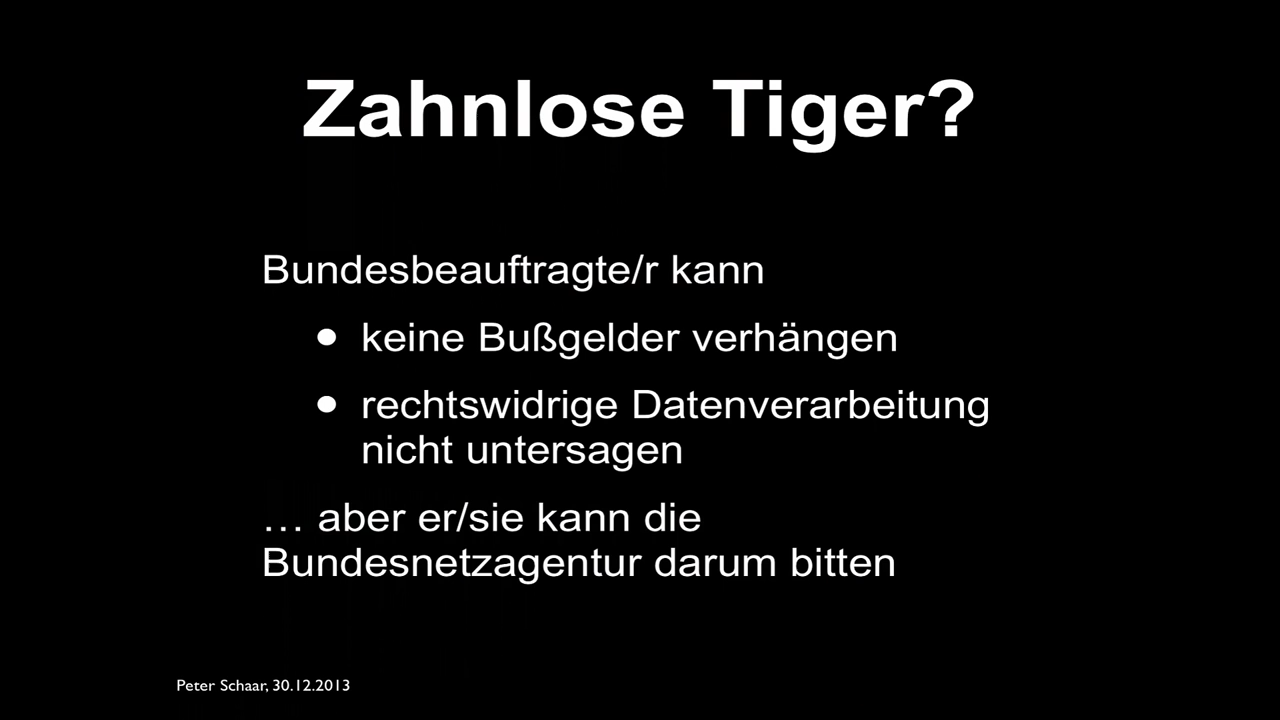 Zahnlose Tiger?
Bundesbeauftragte/r kann
• keine Bußgelder verhängen
• rechtswidrige Datenverarbeitung
nicht untersagen
… aber er/sie kann die
Bundesnetzagentur darum bitten
Peter Schaar, 30.12.2013